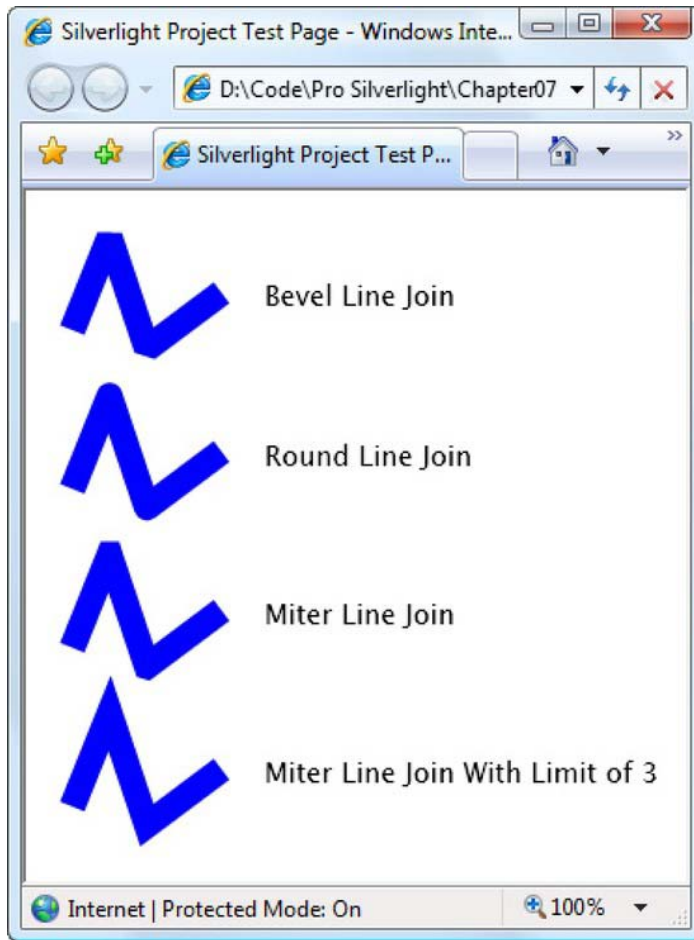 Silverlight Project Test Page - Windows Inte...
D:\Code\Pro Silverlight\Chapter07
Silverlight Project Test P...
Bevel Line Join
Round Line Join
Miter Line Join
Miter Line Join With Limit of 3
Internet | Protected Mode: On
100%